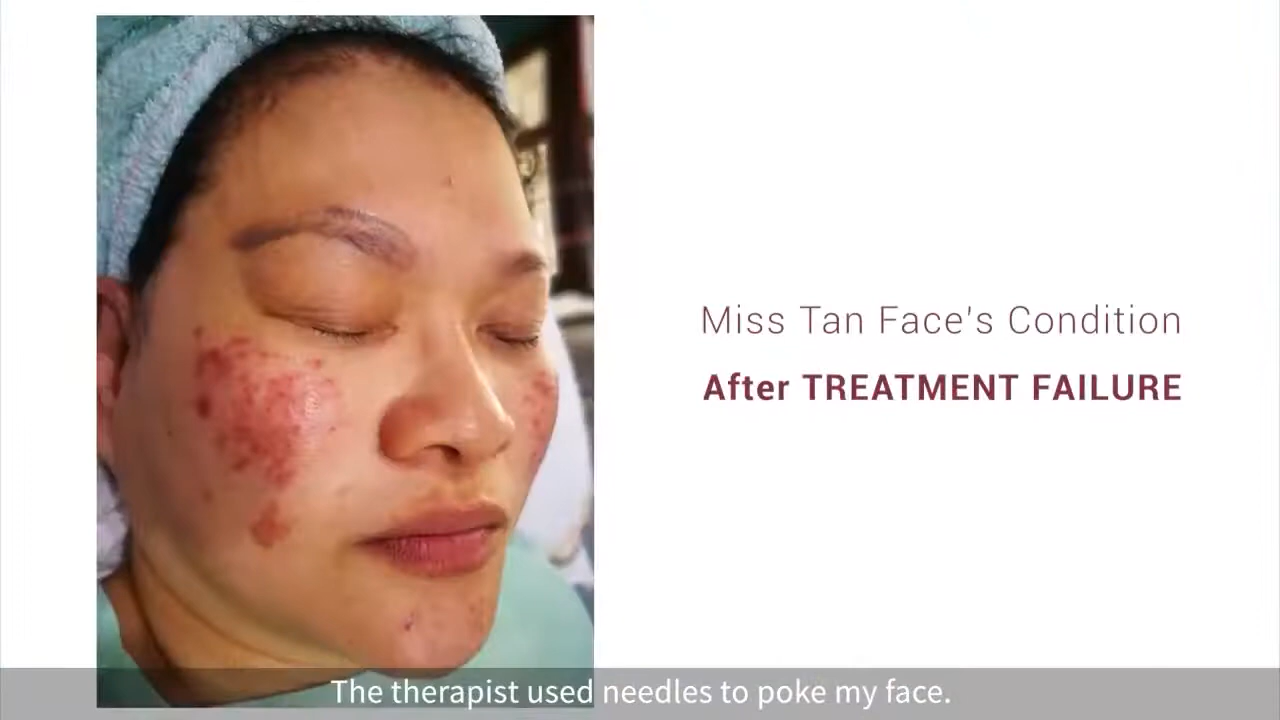 Miss Tan Face's Condition
After TREATMENT FAILURE
The therapist used needles to poke my face.